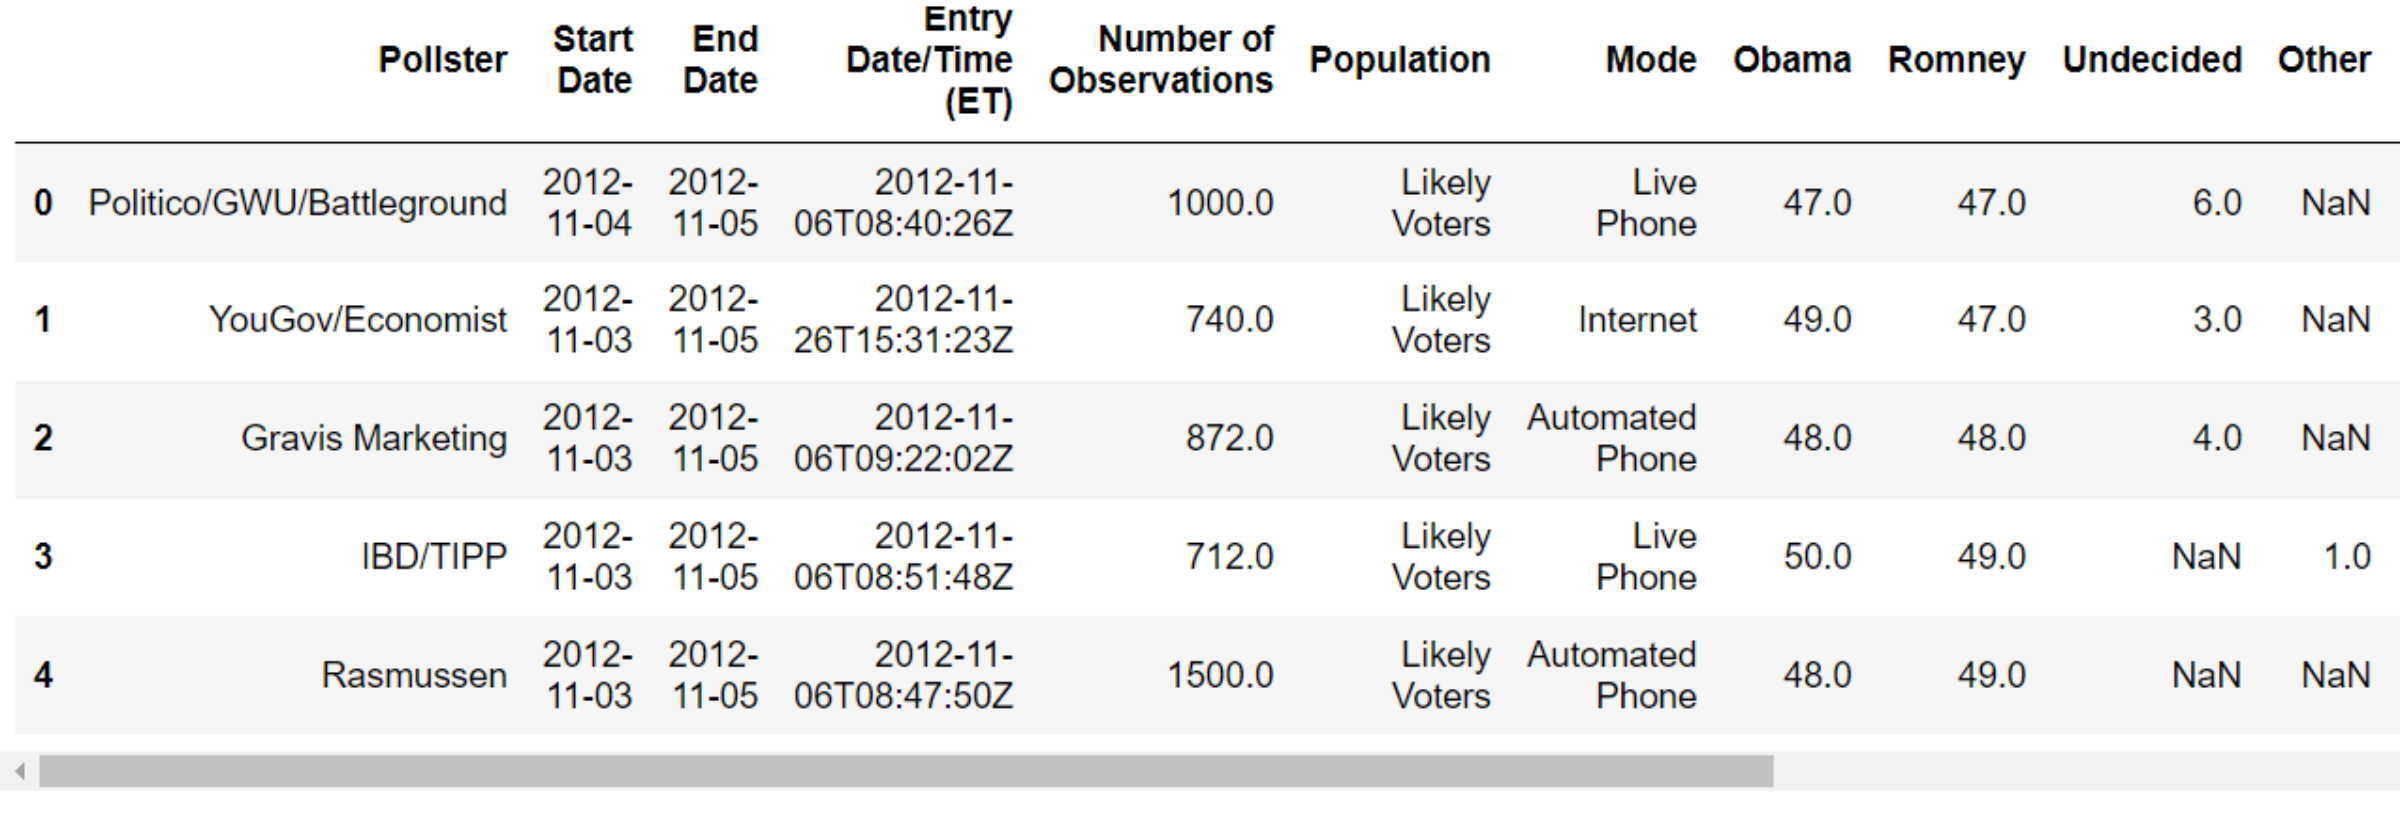 Pollster Start Date End Date Entry Date/Time (ET) Number of Observations Population Mode Obama Romney Undecided Other
0 Politico/GWU/Battleground 2012-11-04 2012-11-05 2012-11-06T08:40:26Z 1000.0 Likely Voters Live Phone 47.0 47.0 6.0 NaN
1 YouGov/Economist 2012-11-03 2012-11-05 2012-11-26T15:31:23Z 740.0 Likely Voters Internet 49.0 47.0 3.0 NaN
2 Gravis Marketing 2012-11-03 2012-11-05 2012-11-06T09:22:02Z 872.0 Likely Voters Automated Phone 48.0 48.0 4.0 NaN
3 IBD/TIPP 2012-11-03 2012-11-05 2012-11-06T08:51:48Z 712.0 Likely Voters Live Phone 50.0 49.0 NaN 1.0
4 Rasmussen 2012-11-03 2012-11-05 2012-11-06T08:47:50Z 1500.0 Likely Voters Automated Phone 48.0 49.0 NaN NaN